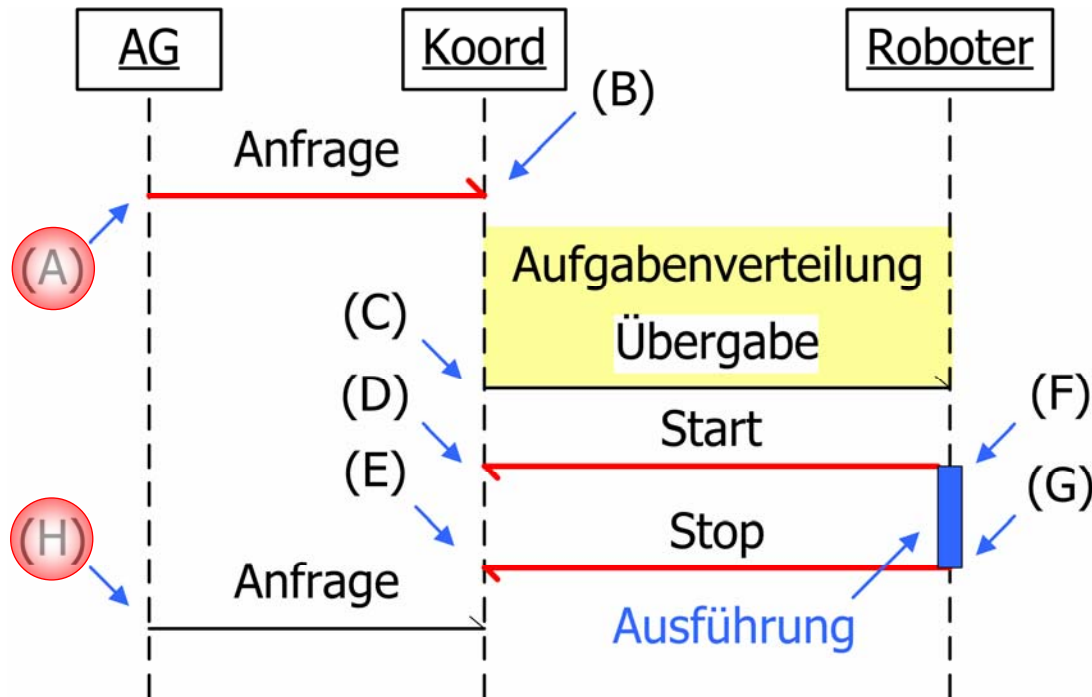 AG
Koord
Roboter
(B)
Anfrage
(A)
Aufgabenverteilung
(C)
Übergabe
(D)
Start
(F)
(E)
(G)
(H)
Stop
Anfrage
Ausführung